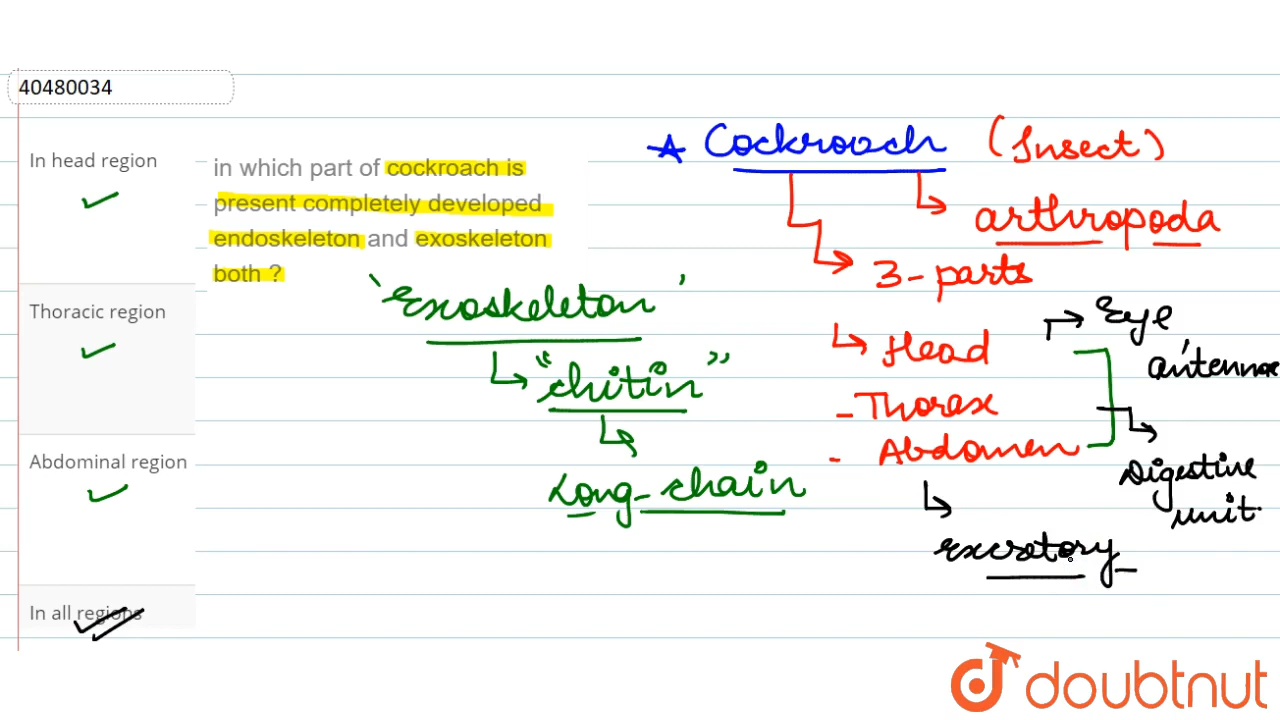 40480034
In head region
Thoracic region
Abdominal region
In all regions
in which part of cockroach is
present completely developed
endoskeleton and exoskeleton
both ?
'Exoskeleton'
"chitin"
Long-chain
Cockroach (Insect)
arthropoda
3-parts
Head
- Thorax
- Abdomen
Eye
antennae
Digestive
unit
excretory
doubtnut